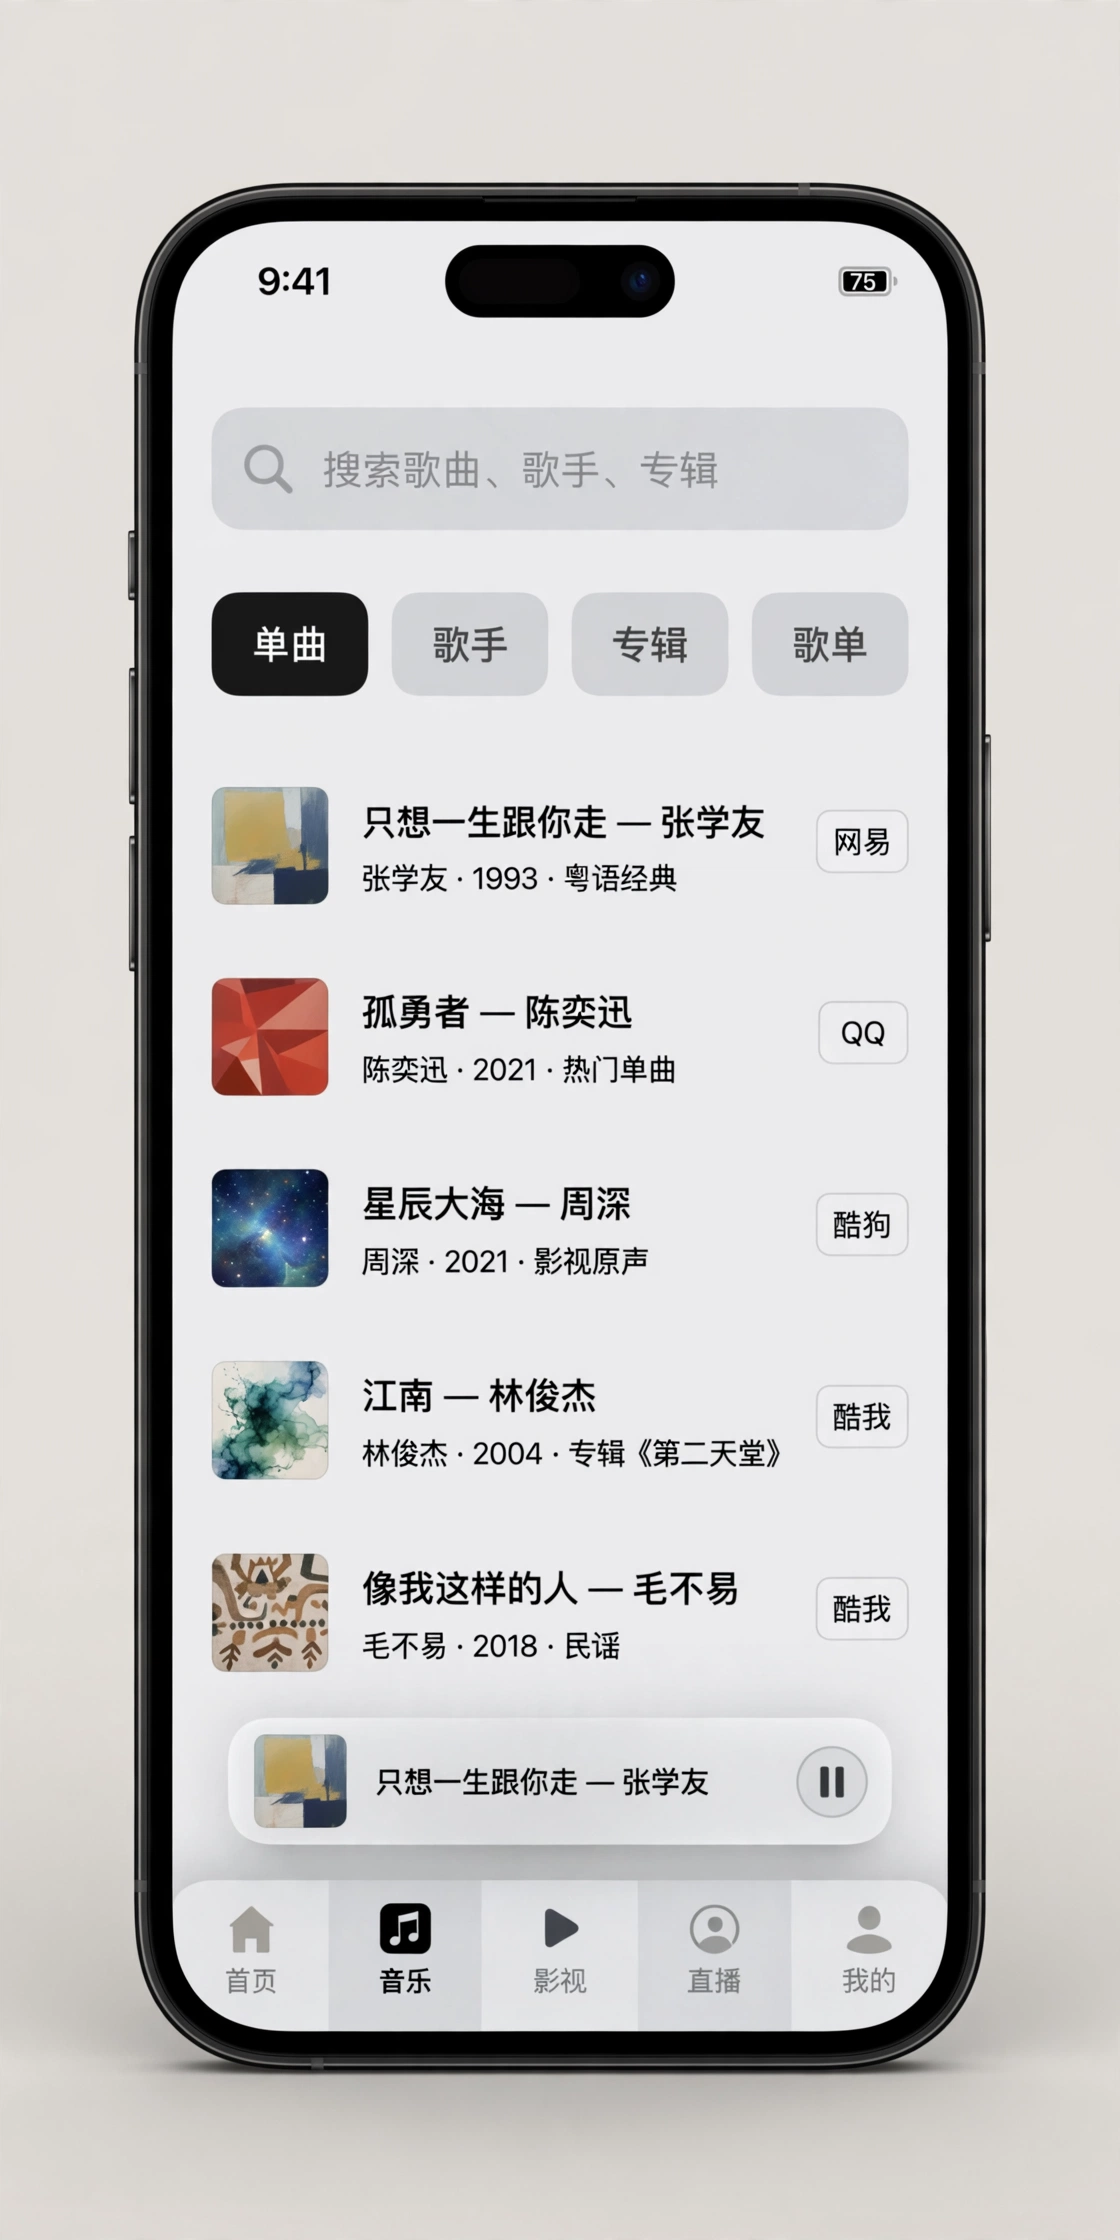 9:41
75
搜索歌曲、歌手、专辑
单曲 歌手 专辑 歌单
只想一生跟你走 — 张学友
张学友 · 1993 · 粤语经典
网易
孤勇者 — 陈奕迅
陈奕迅 · 2021 · 热门单曲
QQ
星辰大海 — 周深
周深 · 2021 · 影视原声
酷狗
江南 — 林俊杰
林俊杰 · 2004 · 专辑《第二天堂》
酷我
像我这样的人 — 毛不易
毛不易 · 2018 · 民谣
酷我
只想一生跟你走 — 张学友
首页 音乐 影视 直播 我的